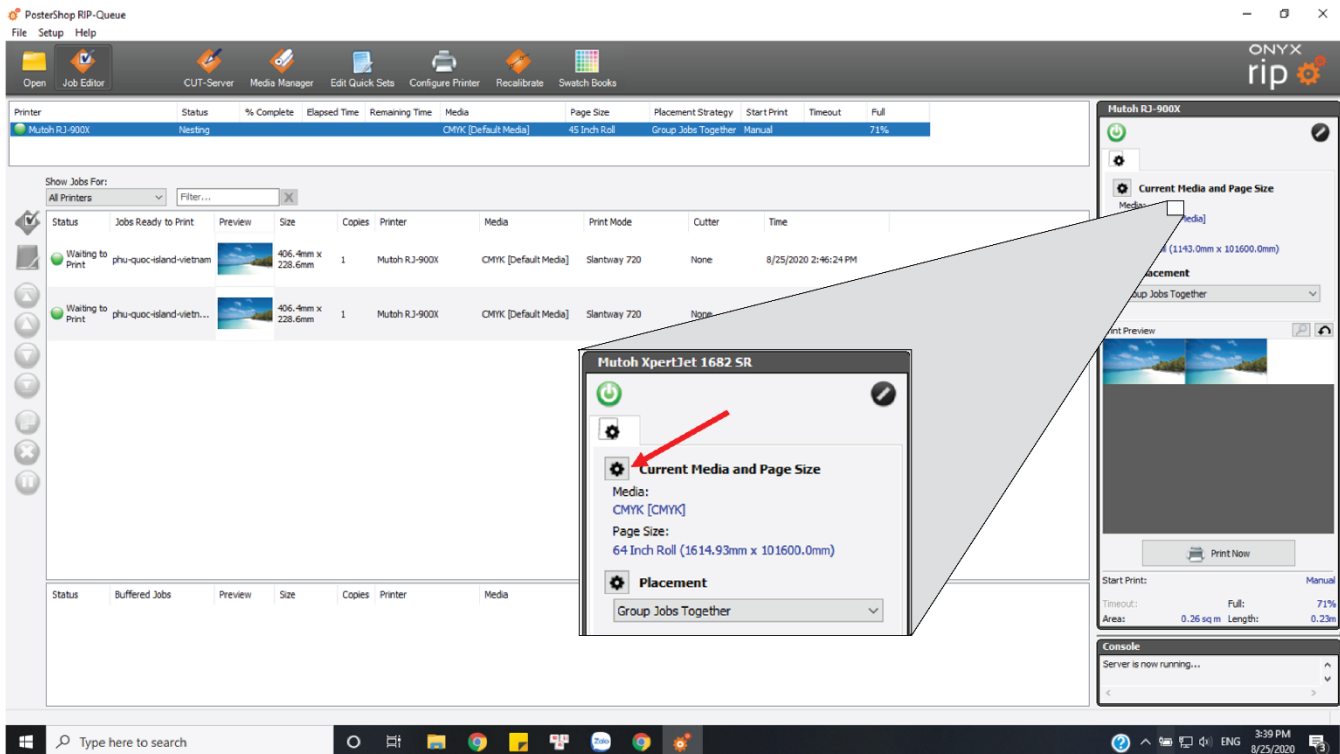 PosterShop RIP-Queue
File Setup Help
Open Job Editor CUT-Server Media Manager Edit Quick Sets Configure Printer Recalibrate Swatch Books
ONYX
rip
Printer Status % Complete Elapsed Time Remaining Time Media Page Size Placement Strategy Start Print Timeout Full
Mutoh RJ-900X Nesting CMYK [Default Media] 45 Inch Roll Group Jobs Together Manual 71%
Show Jobs For:
All Printers Filter...
Status Jobs Ready to Print Preview Size Copies Printer Media Print Mode Cutter Time
Waiting to Print phu-quoc-island-vietnam 406.4mm x 228.6mm 1 Mutoh RJ-900X CMYK [Default Media] Slantway 720 None 8/25/2020 2:46:24 PM
Waiting to Print phu-quoc-island-vietn... 406.4mm x 228.6mm 1 Mutoh RJ-900X CMYK [Default Media] Slantway 720 None
Mutoh XpertJet 1682 SR
Current Media and Page Size
Media:
CMYK [CMYK]
Page Size:
64 Inch Roll (1614.93mm x 101600.0mm)
Placement
Group Jobs Together
Status Buffered Jobs Preview Size Copies Printer Media
Mutoh RJ-900X
Current Media and Page Size
Media:
Media]
(1143.0mm x 101600.0mm)
acement
oup Jobs Together
int Preview
Print Now
Start Print: Manual
Timeout: Full: 71%
Area: 0.26 sq m Length: 0.23m
Console
Server is now running...
Type here to search
Zalo
ENG
3:39 PM
8/25/2020
3